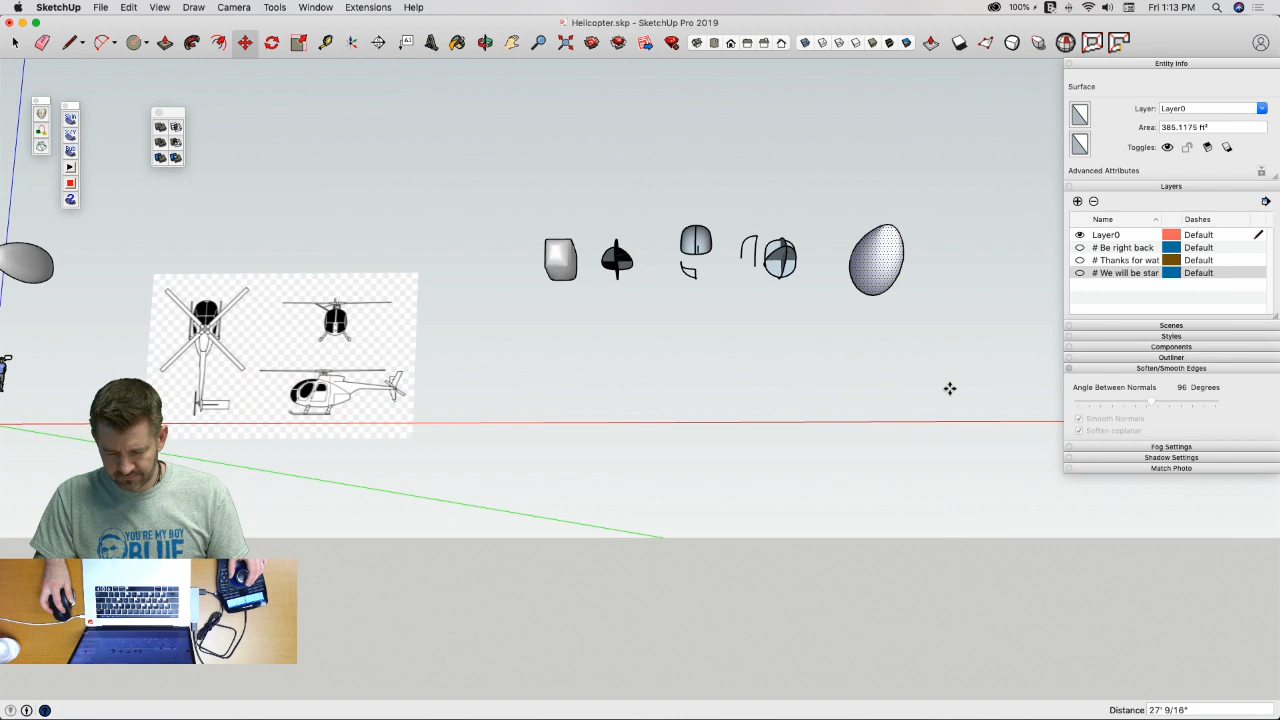 SketchUp File Edit View Camera Draw Tools Window Extensions Help 100% Fri 1:13 PM
Helicopter.skp - SketchUp Pro 2019
Entity Info
Surface
Layer: Layer0
Area: 385.1175 ft²
Toggles:
Advanced Attributes
Layers
Name Dashes
Layer0 Default
# Be right back Default
# Thanks for wat Default
# We will be star Default
Scenes
Styles
Components
Outliner
Soften/Smooth Edges
Angle Between Normals 96 Degrees
Smooth Normals
Soften coplanar
Fog Settings
Shadow Settings
Match Photo
YOU'RE MY BOY
BLUE
Distance 27' 9/16"